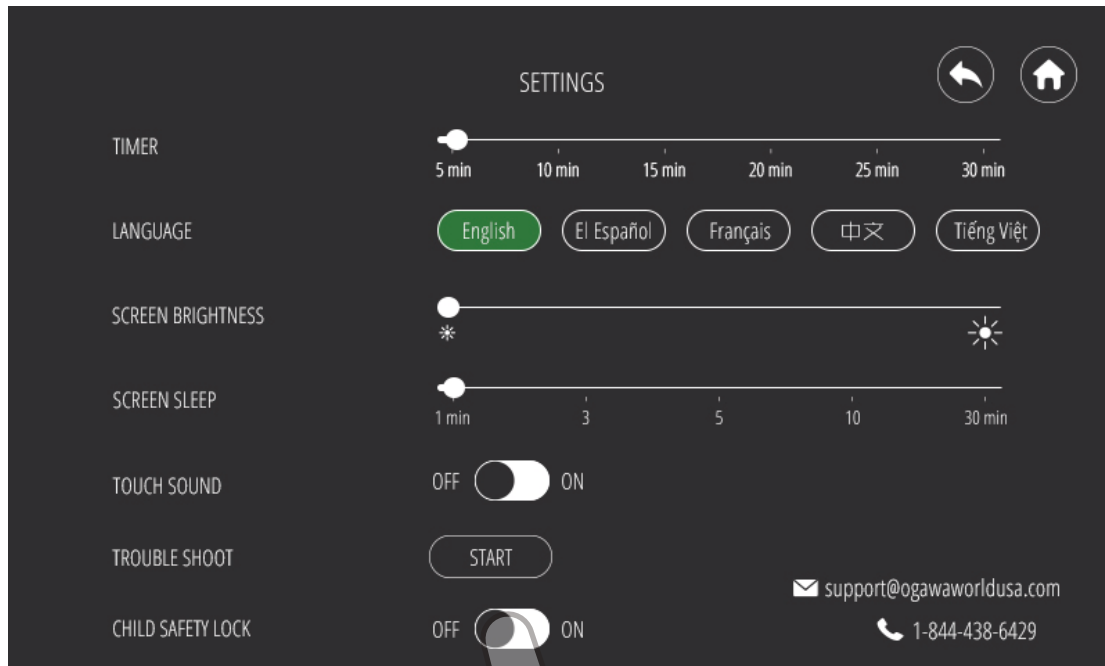 SETTINGS
TIMER
5 min 10 min 15 min 20 min 25 min 30 min
LANGUAGE English El Español Français 中文 Tiếng Việt
SCREEN BRIGHTNESS
SCREEN SLEEP
1 min 3 5 10 30 min
TOUCH SOUND OFF ON
TROUBLE SHOOT START
support@ogawaworldusa.com
CHILD SAFETY LOCK OFF ON 1-844-438-6429